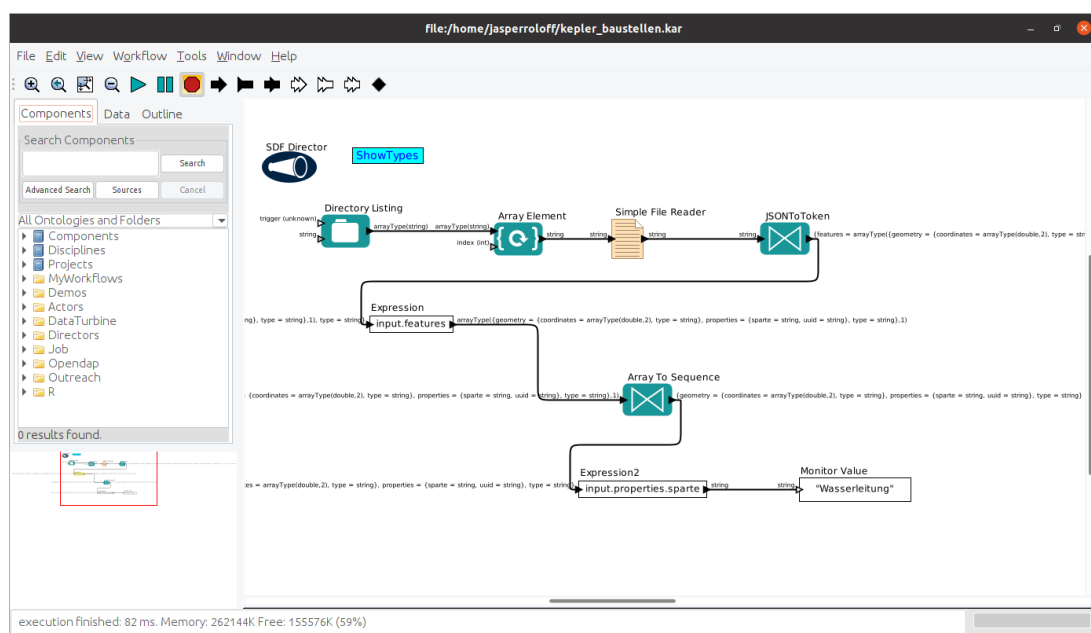 file:/home/jasperroloff/kepler_baustellen.kar
File Edit View Workflow Tools Window Help
Components Data Outline
Search Components
Search
Advanced Search Sources Cancel
All Ontologies and Folders
Components
Disciplines
Projects
MyWorkflows
Demos
Actors
DataTurbine
Directors
Job
Opendap
Outreach
R
0 results found.
SDF Director
ShowTypes
Directory Listing
trigger (unknown)
string
arrayType(string) arrayType(string)
Array Element
index (int)
string string
Simple File Reader
string string
JSONToToken
{features = arrayType({geometry = {coordinates = arrayType(double,2), type = str
Expression
ng}, type = string},1), type = string
input.features
arrayType({geometry = {coordinates = arrayType(double,2), type = string}, properties = {sparte = string, uuid = string}, type = string},1)
Array To Sequence
{coordinates = arrayType(double,2), type = string}, properties = {sparte = string, uuid = string}, type = string},1)
{geometry = {coordinates = arrayType(double,2), type = string}, properties = {sparte = string, uuid = string}, type = string}
Expression2
es = arrayType(double,2), type = string}, properties = {sparte = string, uuid = string}, type = string}
input.properties.sparte
string string
Monitor Value
"Wasserleitung"
execution finished: 82 ms. Memory: 262144K Free: 155576K (59%)